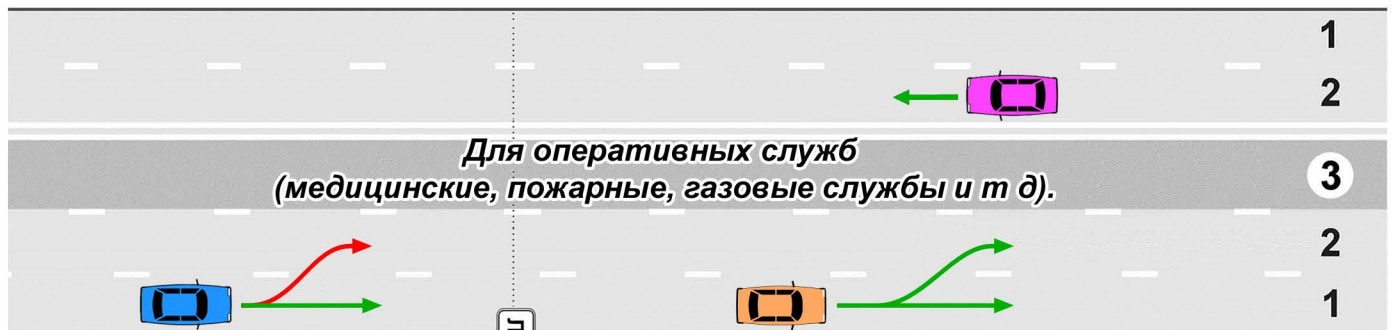 1
2
Для оперативных служб
(медицинские, пожарные, газовые службы и т д).
3
2
1